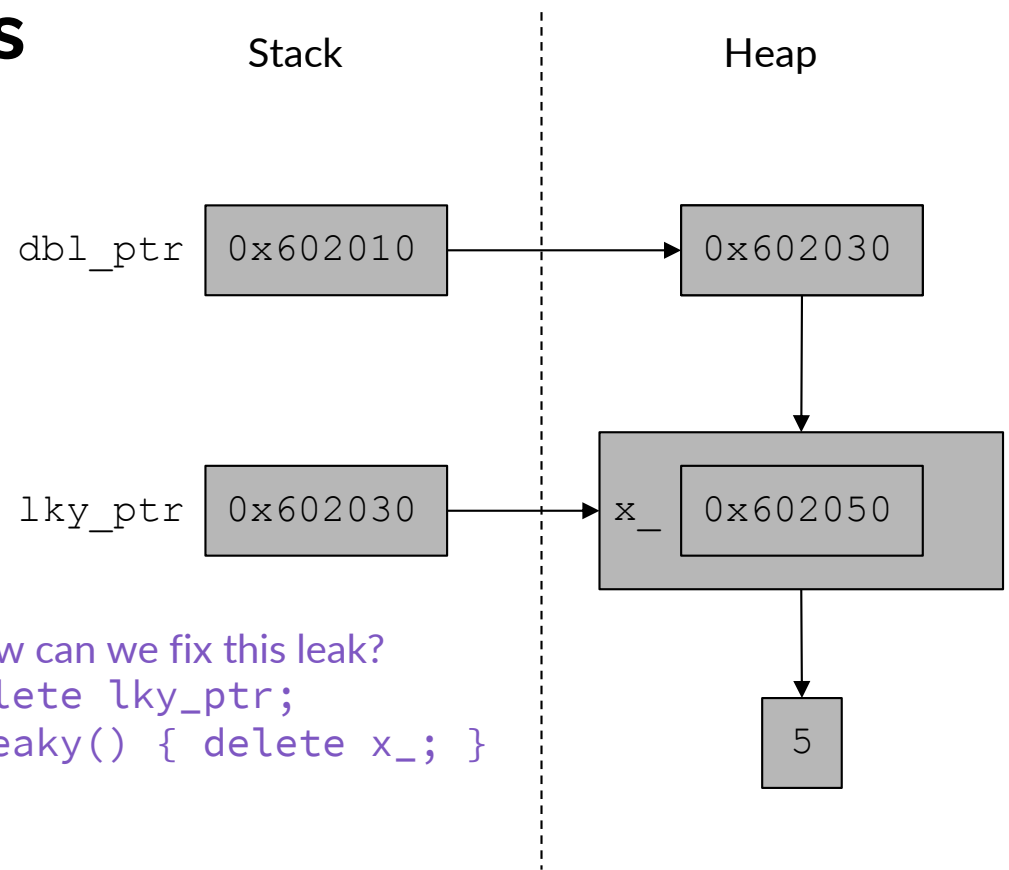 s
Stack Heap
dbl_ptr 0x602010 0x602030
lky_ptr 0x602030 x_ 0x602050
w can we fix this leak?
lete lky_ptr;
eaky() { delete x_; }
5